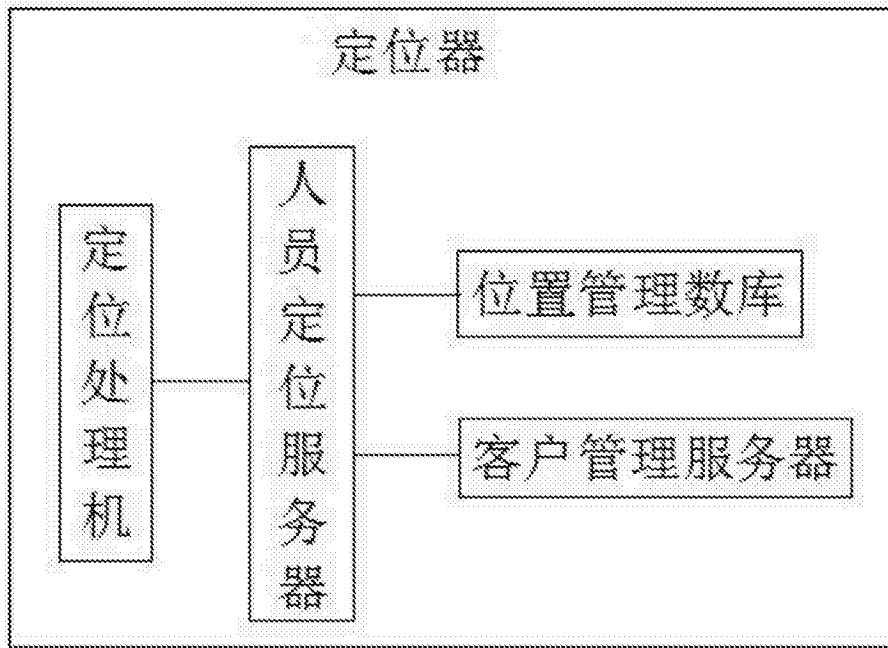 定位器
定位处理机
人员定位服务器
位置管理数库
客户管理服务器